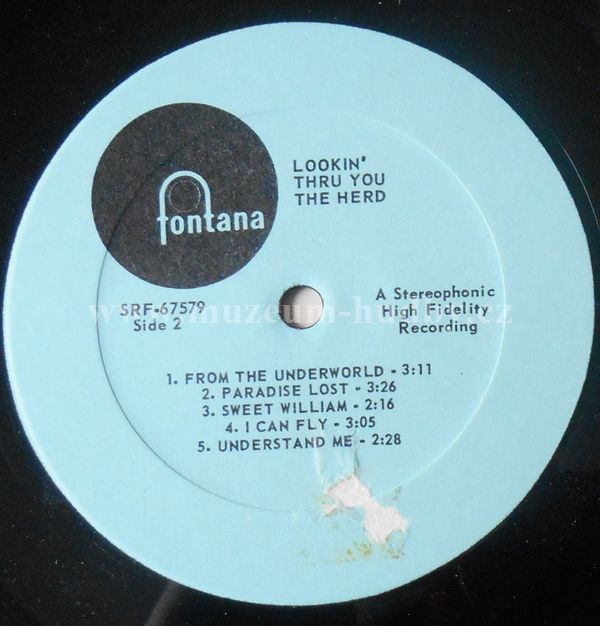 LOOKIN'
THRU YOU
THE HERD
fontana
SRF-67579
Side 2
A Stereophonic
High Fidelity
Recording
1. FROM THE UNDERWORLD - 3:11
2. PARADISE LOST - 3:26
3. SWEET WILLIAM - 2:16
4. I CAN FLY - 3:05
5. UNDERSTAND ME - 2:28